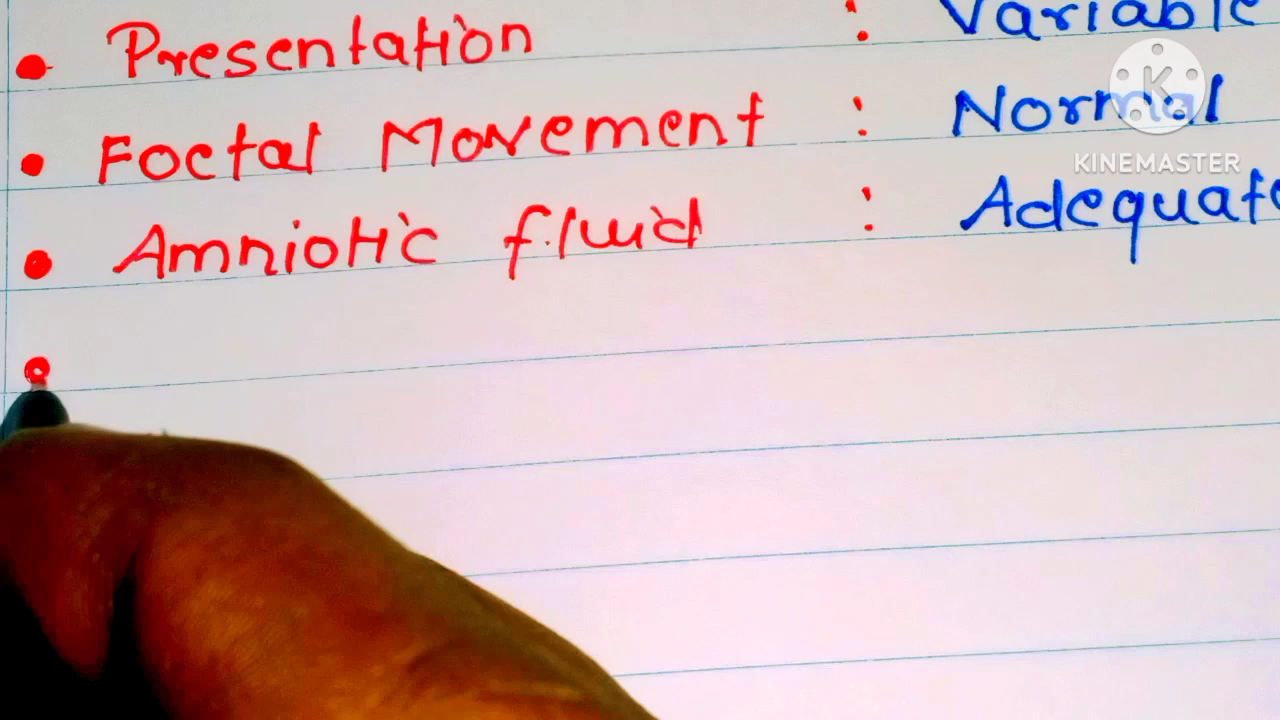 • Presentation : Variable
• Foetal Movement : Normal
• Amniotic fluid : Adequate
•
KINEMASTER